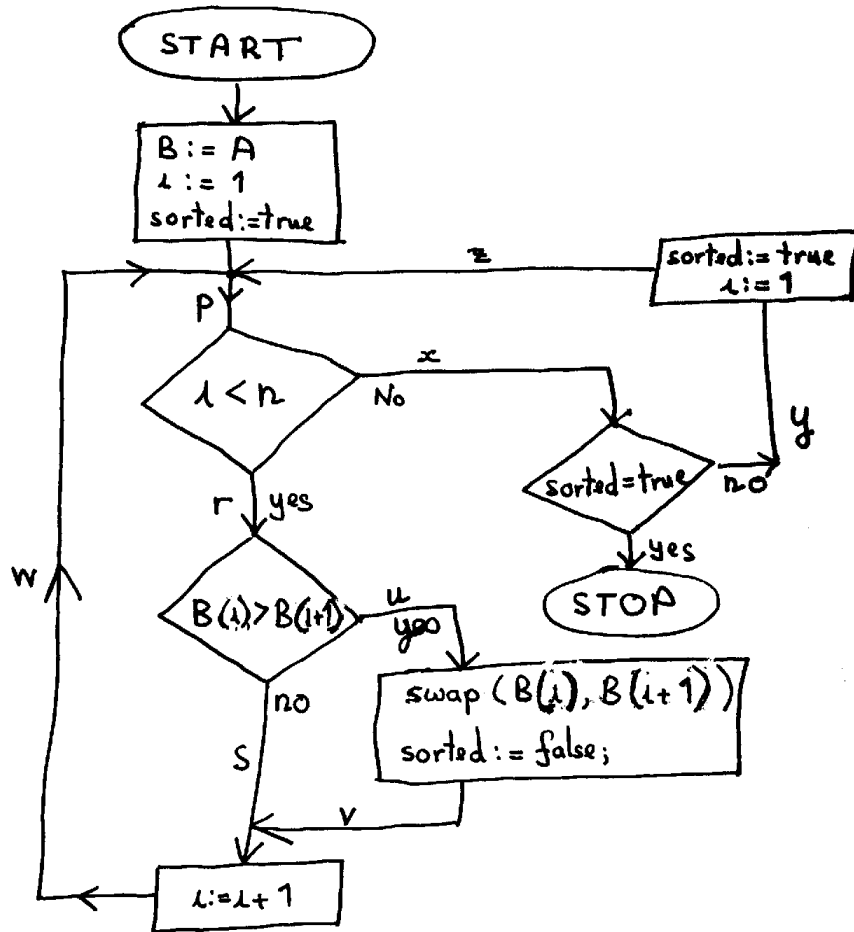 START
B := A
i := 1
sorted:=true
z
sorted:= true
i:= 1
p
x
i < n
No
y
sorted=true
no
r
yes
yes
STOP
w
B(i)>B(i+1)
u
yes
no
swap (B(i), B(i+1))
sorted := false;
s
v
i:=i+1